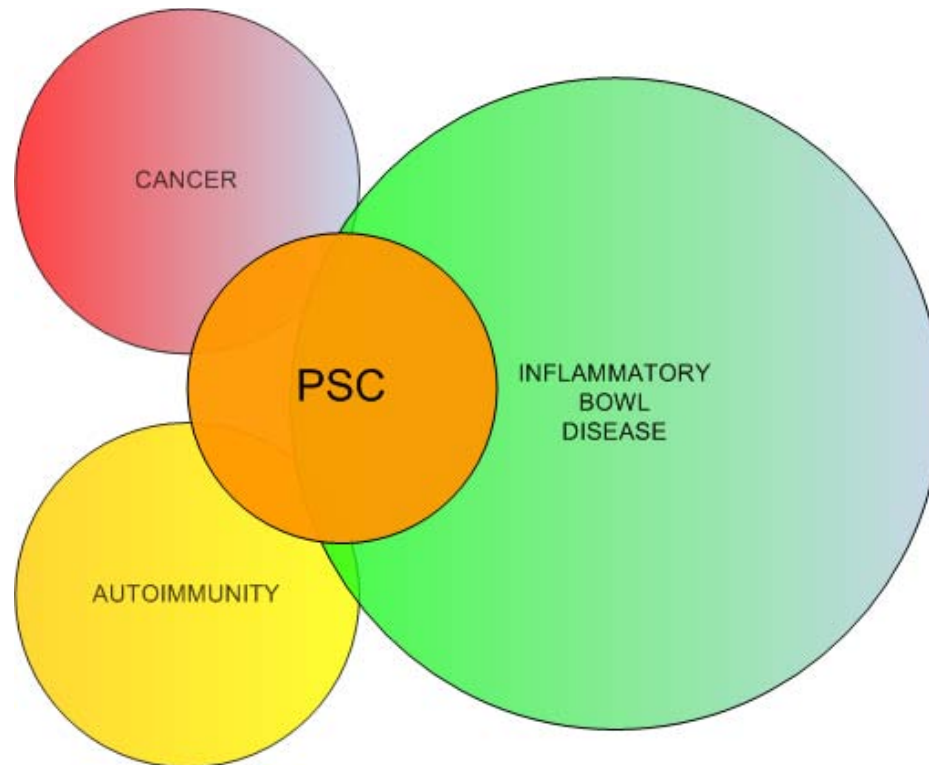 CANCER
PSC
INFLAMMATORY
BOWL
DISEASE
AUTOIMMUNITY